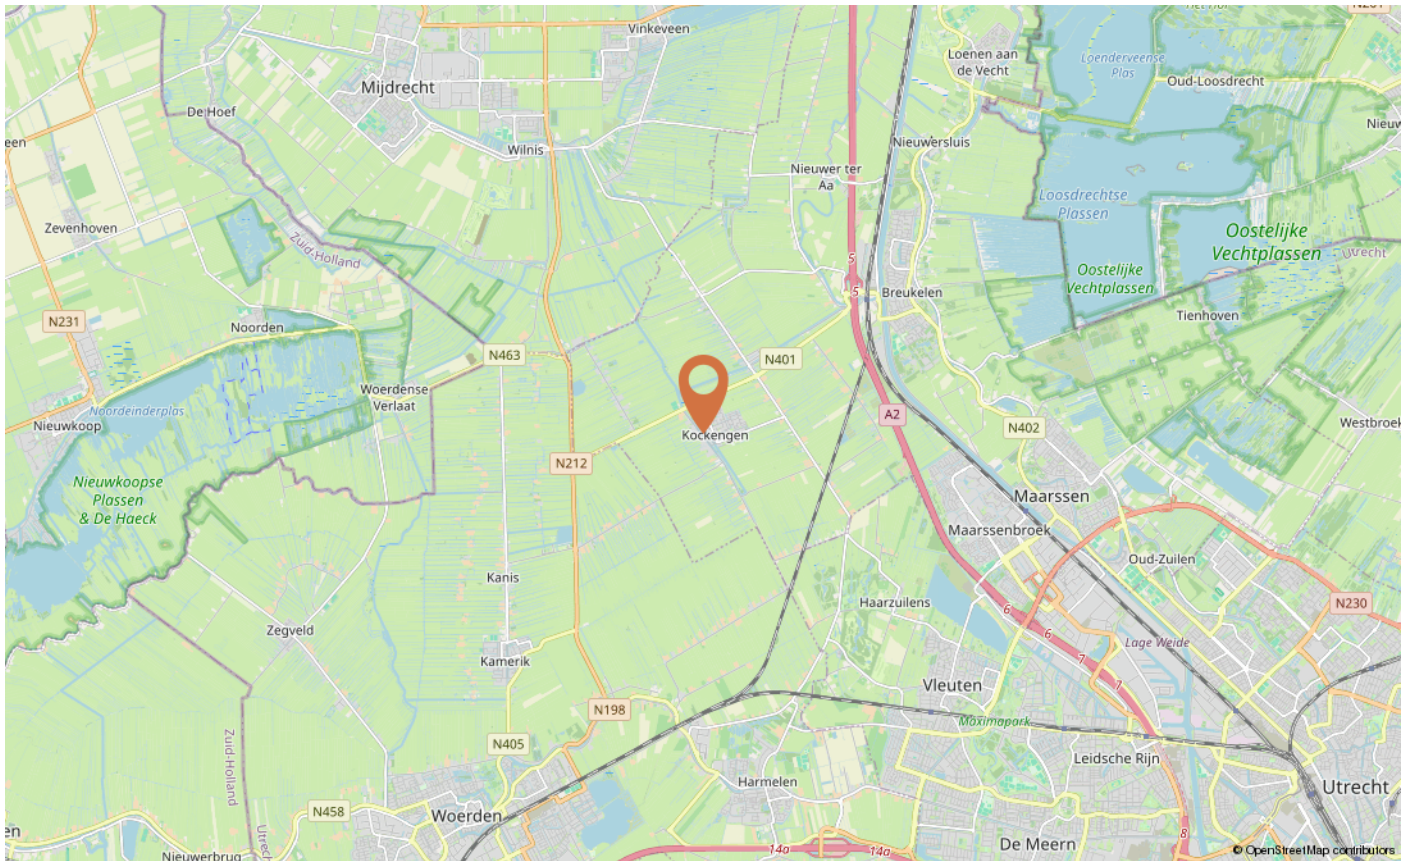 Vinkeveen
Loenen aan
de Vecht
Loenderveense
Plas
Oud-Loosdrecht
Mijdrecht
De Hoef
Nieuw
een
Wilnis
Nieuwersluis
Nieuwer ter
Aa
Loosdrechtse
Plassen
Zevenhoven
Zuid-Holland
Oostelijke
Vechtplassen
Utrecht
Oostelijke
Vechtplassen
5
5
Breukelen
Tienhoven
N231
Noorden
N463
N401
Woerdense
Verlaat
Noordeinderplas
Nieuwkoop
A2
N402
Westbroek
Kockengen
N212
Nieuwkoopse
Plassen
& De Haeck
Maarssen
Maarssenbroek
Oud-Zuilen
Kanis
Haarzuilens
6
N230
Zegveld
6
Lage Weide
Kamerik
7
Vleuten
7
N198
Maximapark
Zuid-Holland
N405
Leidsche Rijn
Harmelen
Utrecht
N458
Woerden
en
Utrech
8
De Meern
14a
14a
Nieuwerbrug
© OpenStreetMap contributors